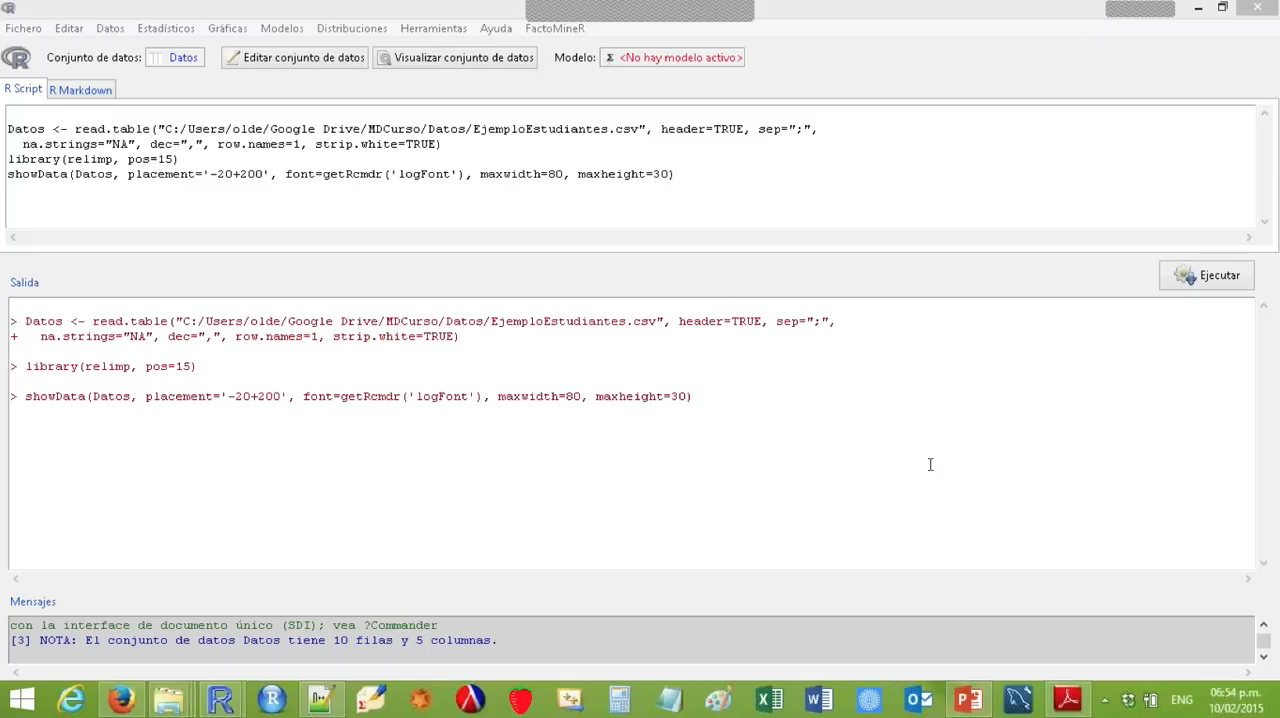 Fichero Editar Datos Estadísticos Gráficas Modelos Distribuciones Herramientas Ayuda FactoMineR
Conjunto de datos: Datos Editar conjunto de datos Visualizar conjunto de datos Modelo: Σ <No hay modelo activo>
R Script R Markdown
Datos <- read.table("C:/Users/olde/Google Drive/MDCurso/Datos/EjemploEstudiantes.csv", header=TRUE, sep=";",
na.strings="NA", dec=",", row.names=1, strip.white=TRUE)
library(relimp, pos=15)
showData(Datos, placement='-20+200', font=getRcmdr('logFont'), maxwidth=80, maxheight=30)
Ejecutar
Salida
> Datos <- read.table("C:/Users/olde/Google Drive/MDCurso/Datos/EjemploEstudiantes.csv", header=TRUE, sep=";",
+ na.strings="NA", dec=",", row.names=1, strip.white=TRUE)
> library(relimp, pos=15)
> showData(Datos, placement='-20+200', font=getRcmdr('logFont'), maxwidth=80, maxheight=30)
Mensajes
con la interface de documento único (SDI); vea ?Commander
[3] NOTA: El conjunto de datos Datos tiene 10 filas y 5 columnas.
ENG
06:54 p.m.
10/02/2015